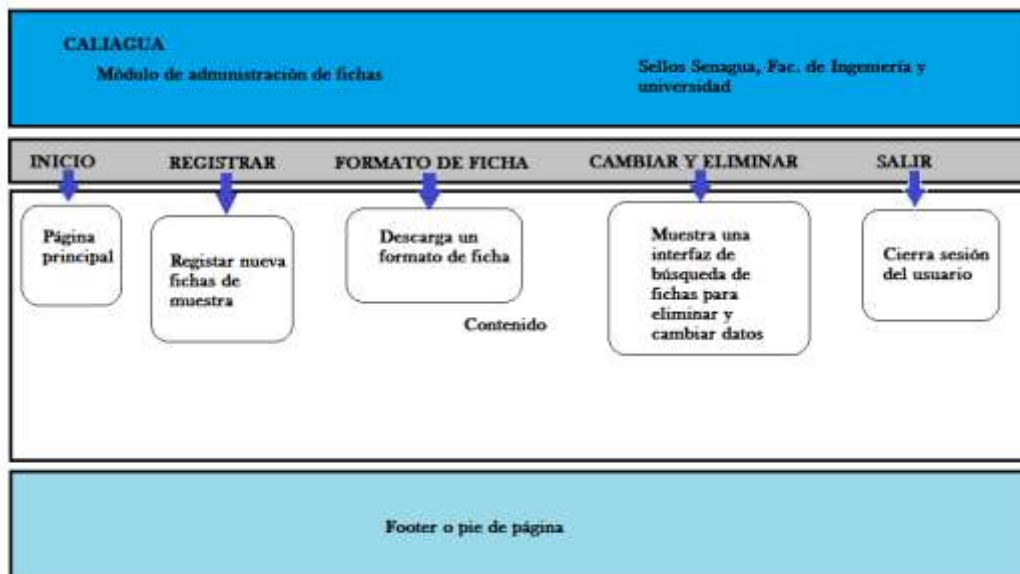 CALIAGUA
Módulo de administración de fichas
Sellos Senagua, Fac. de Ingeniería y
universidad
INICIO
REGISTRAR
FORMATO DE FICHA
CAMBIAR Y ELIMINAR
SALIR
Página
principal
Registar nueva
fichas de
muestra
Descarga un
formato de ficha
Muestra una
interfaz de
búsqueda de
fichas para
eliminar y
cambiar datos
Cierra sesión
del usuario
Contenido
Footer o pie de página